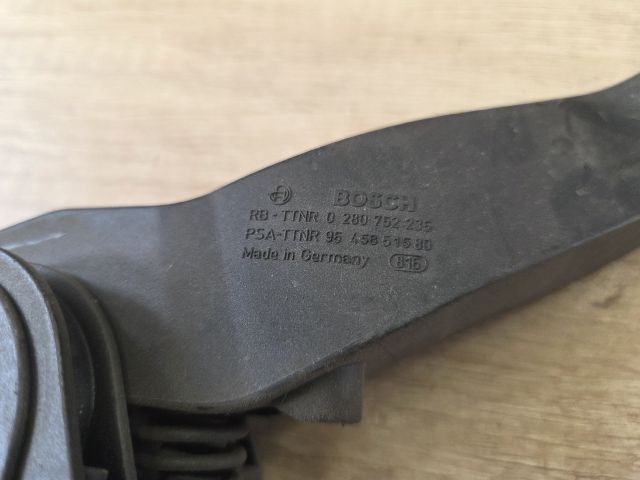 BOSCH
RB - TTNR 0 280 752 235
PSA-TTNR 96 458 515 80
Made in Germany 816